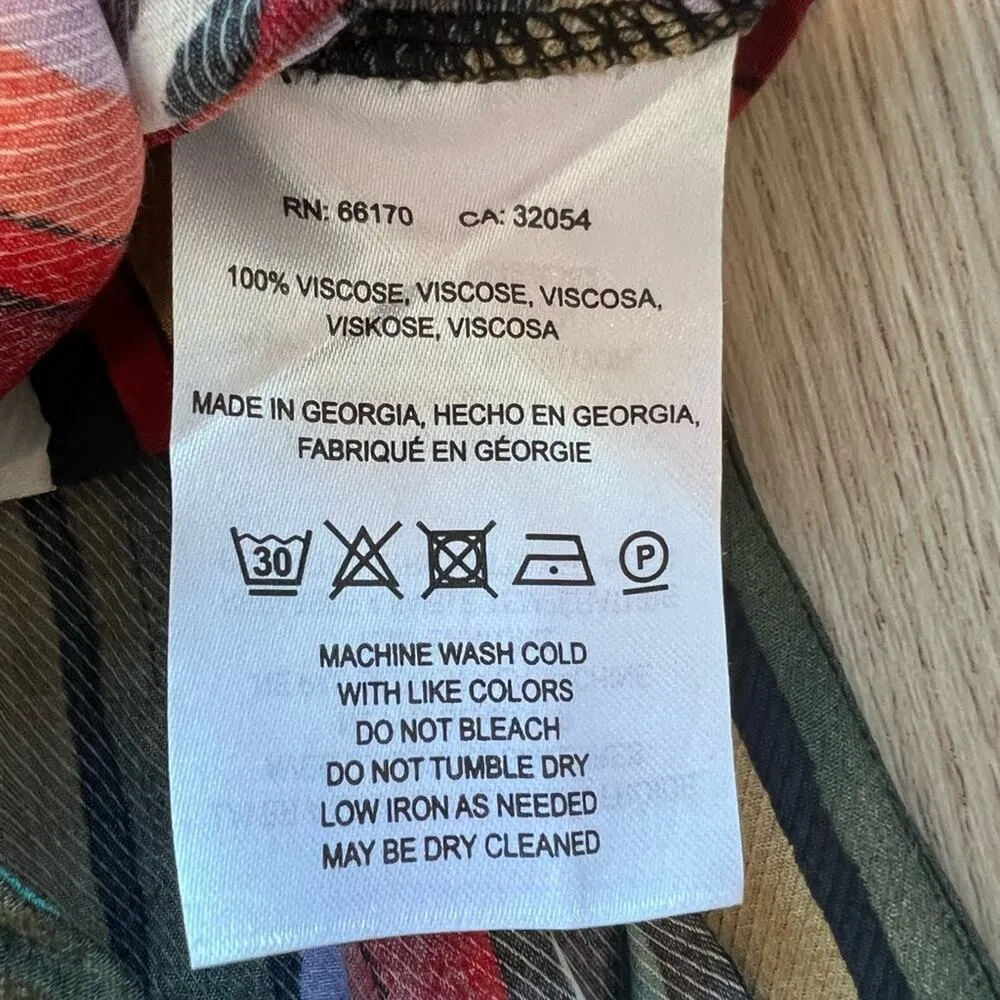 RN: 66170 CA: 32054
100% VISCOSE, VISCOSE, VISCOSA,
VISKOSE, VISCOSA
MADE IN GEORGIA, HECHO EN GEORGIA,
FABRIQUÉ EN GÉORGIE
30 P
MACHINE WASH COLD
WITH LIKE COLORS
DO NOT BLEACH
DO NOT TUMBLE DRY
LOW IRON AS NEEDED
MAY BE DRY CLEANED